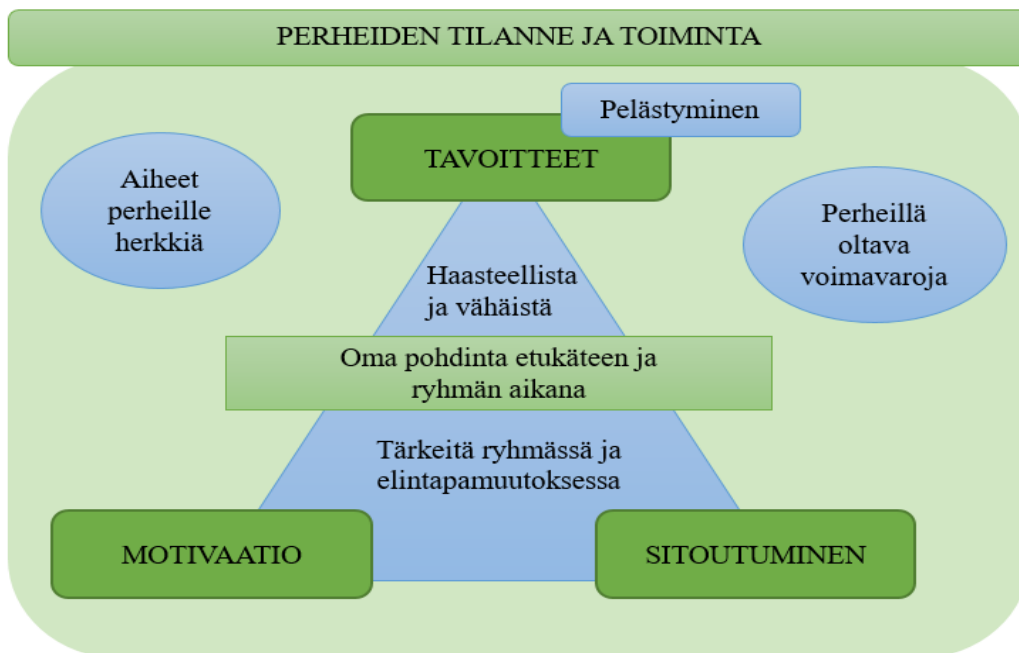 PERHEIDEN TILANNE JA TOIMINTA
Pelästyminen
TAVOITTEET
Aiheet
perheille
herkkiä
Perheillä
oltava
voimavaroja
Haasteellista
ja vähäistä
Oma pohdinta etukäteen ja
ryhmän aikana
Tärkeitä ryhmässä ja
elintapamuutoksessa
MOTIVAATIO
SITOUTUMINEN